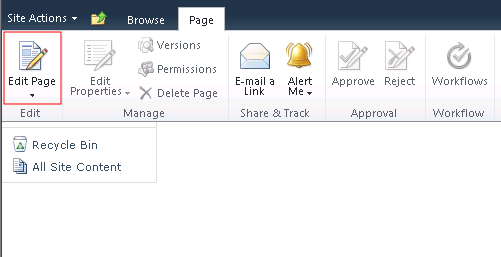 Site Actions Browse Page
Edit Page
Edit Properties
Versions
Permissions
Delete Page
E-mail a Link
Alert Me
Approve
Reject
Workflows
Edit
Manage
Share & Track
Approval
Workflow
Recycle Bin
All Site Content